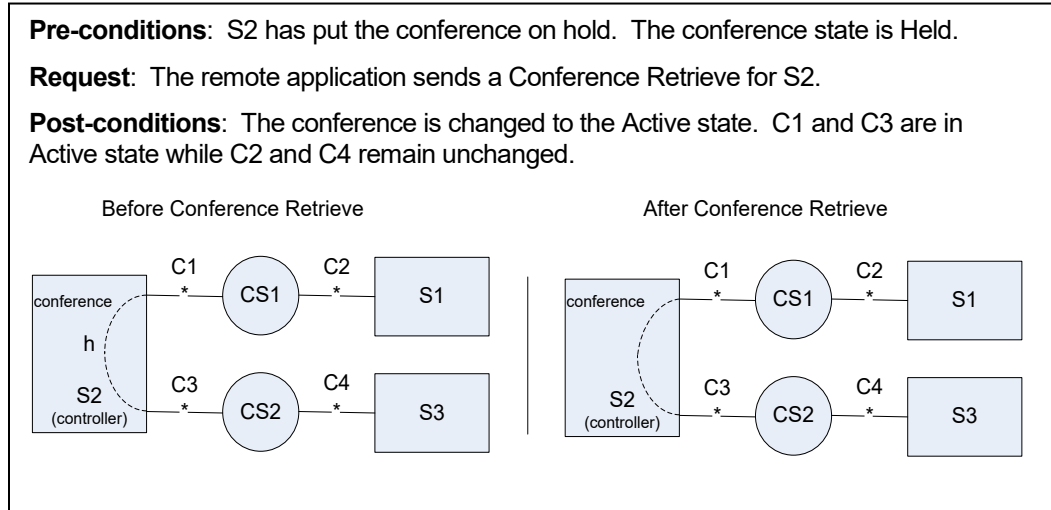 Pre-conditions: S2 has put the conference on hold. The conference state is Held.
Request: The remote application sends a Conference Retrieve for S2.
Post-conditions: The conference is changed to the Active state. C1 and C3 are in
Active state while C2 and C4 remain unchanged.
Before Conference Retrieve
C1 C2
* *
conference CS1 S1
h
C3 C4
* *
S2 CS2 S3
(controller)
After Conference Retrieve
C1 C2
* *
conference CS1 S1
C3 C4
* *
S2 CS2 S3
(controller)